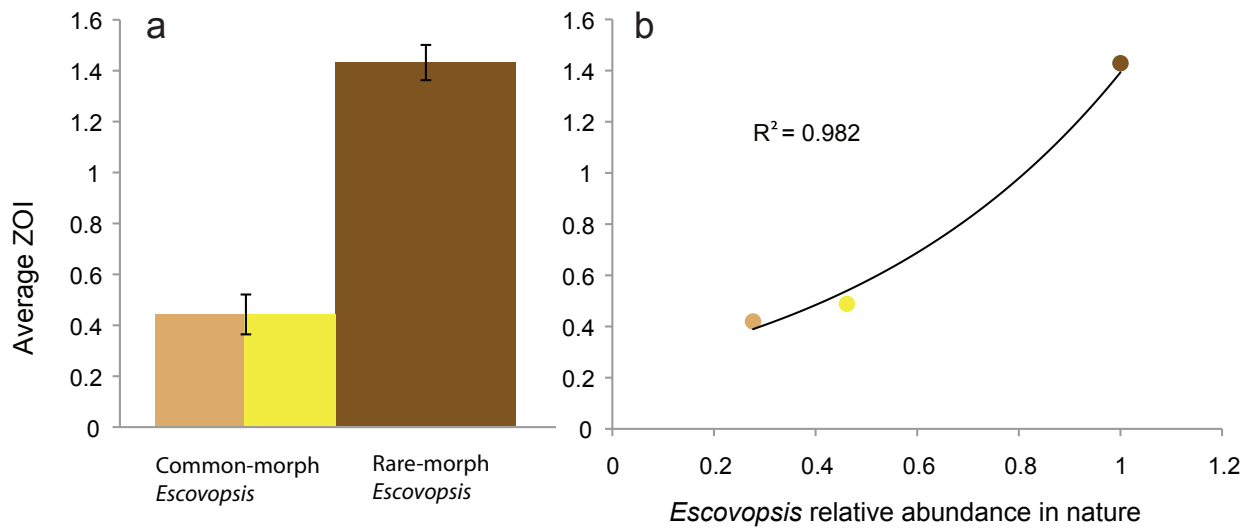 a
Average ZOI
1.6
1.4
1.2
1
0.8
0.6
0.4
0.2
0
Common-morph
Escovopsis
Rare-morph
Escovopsis
b
R² = 0.982
1.6
1.4
1.2
1
0.8
0.6
0.4
0.2
0
0 0.2 0.4 0.6 0.8 1 1.2
Escovopsis relative abundance in nature